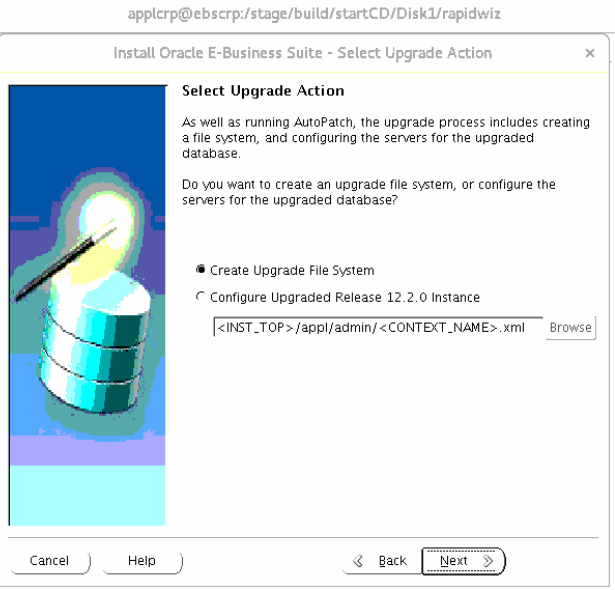 applcrp@ebscrp:/stage/build/startCD/Disk1/rapidwiz
Install Oracle E-Business Suite - Select Upgrade Action
Select Upgrade Action
As well as running AutoPatch, the upgrade process includes creating
a file system, and configuring the servers for the upgraded
database.
Do you want to create an upgrade file system, or configure the
servers for the upgraded database?
Create Upgrade File System
Configure Upgraded Release 12.2.0 Instance
<INST_TOP>/appl/admin/<CONTEXT_NAME>.xml Browse
Cancel Help Back Next